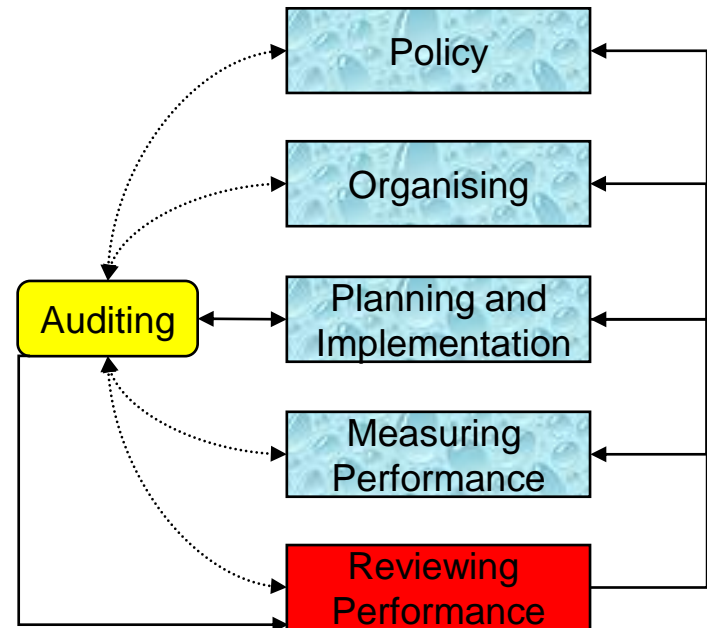 Policy
Organising
Auditing
Planning and
Implementation
Measuring
Performance
Reviewing
Performance